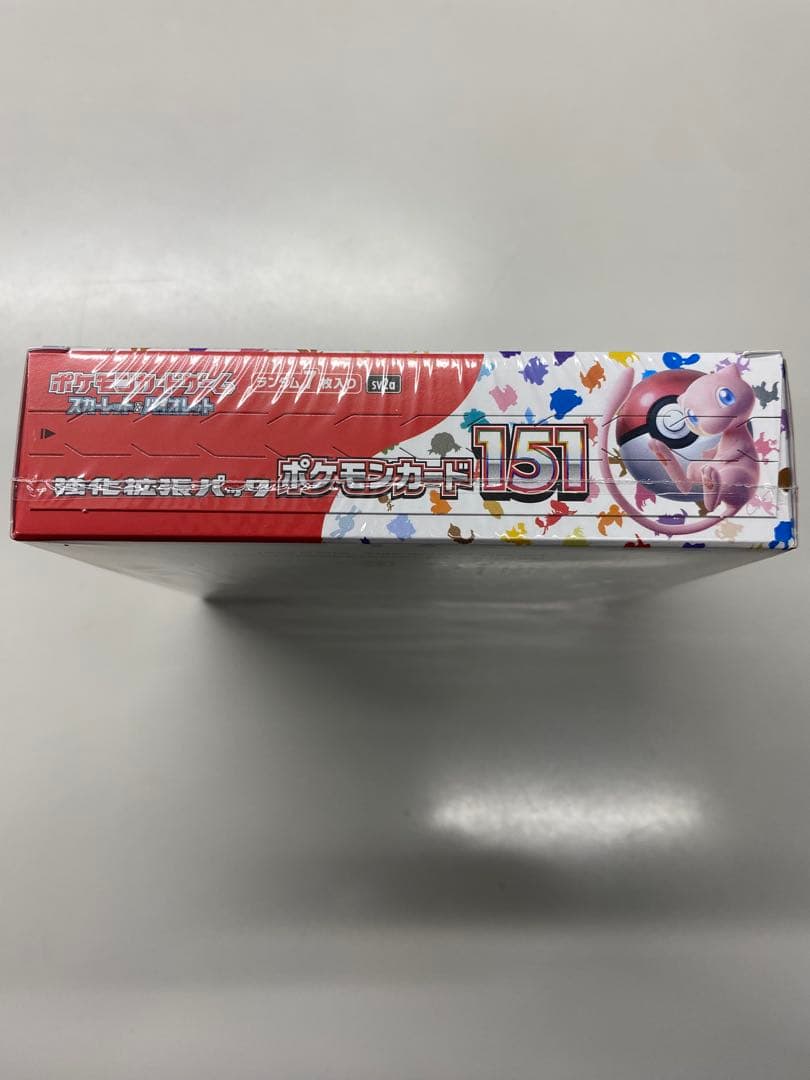 ポケモンカードゲーム
スカーレット&バイオレット
ランダム7枚入り
sv2a
強化拡張パック
ポケモンカード151